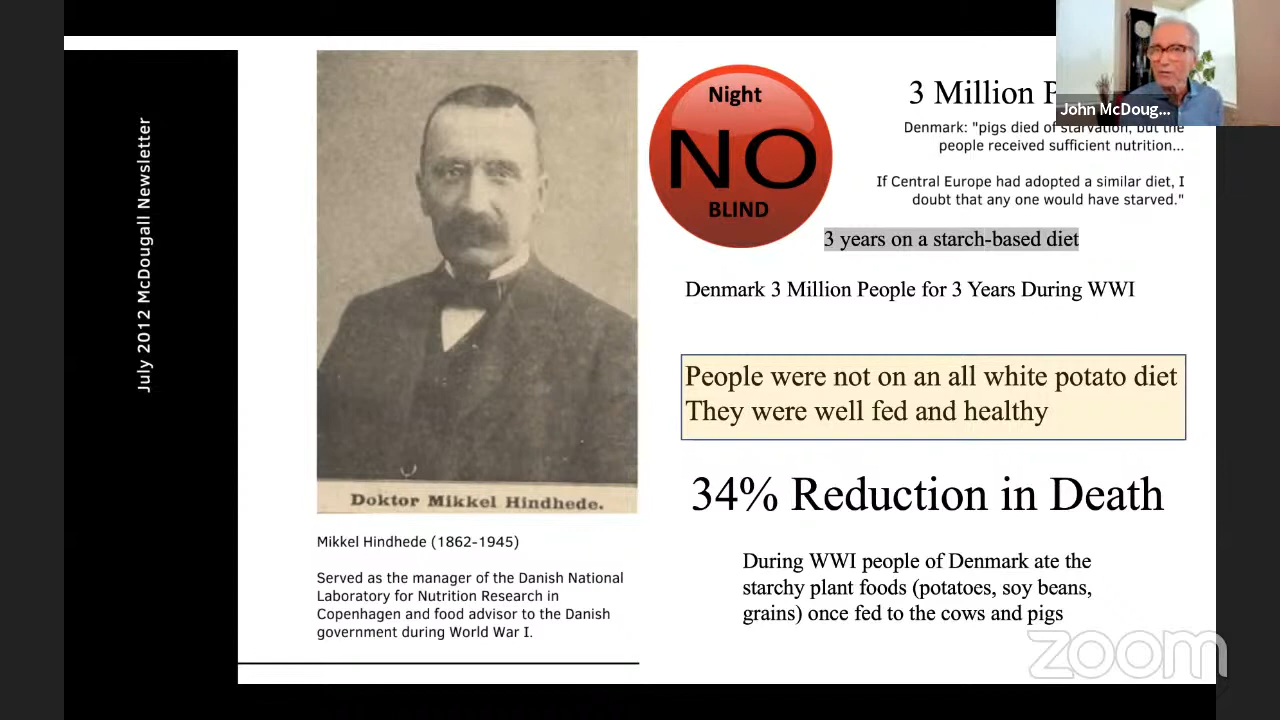 July 2012 McDougall Newsletter
Doktor Mikkel Hindhede.
Mikkel Hindhede (1862-1945)
Served as the manager of the Danish National
Laboratory for Nutrition Research in
Copenhagen and food advisor to the Danish
government during World War I.
Night
NO
BLIND
3 Million P
John McDoug...
Denmark: "pigs died of starvation, but the
people received sufficient nutrition...
If Central Europe had adopted a similar diet, I
doubt that any one would have starved."
3 years on a starch-based diet
Denmark 3 Million People for 3 Years During WWI
People were not on an all white potato diet
They were well fed and healthy
34% Reduction in Death
During WWI people of Denmark ate the
starchy plant foods (potatoes, soy beans,
grains) once fed to the cows and pigs
zoom